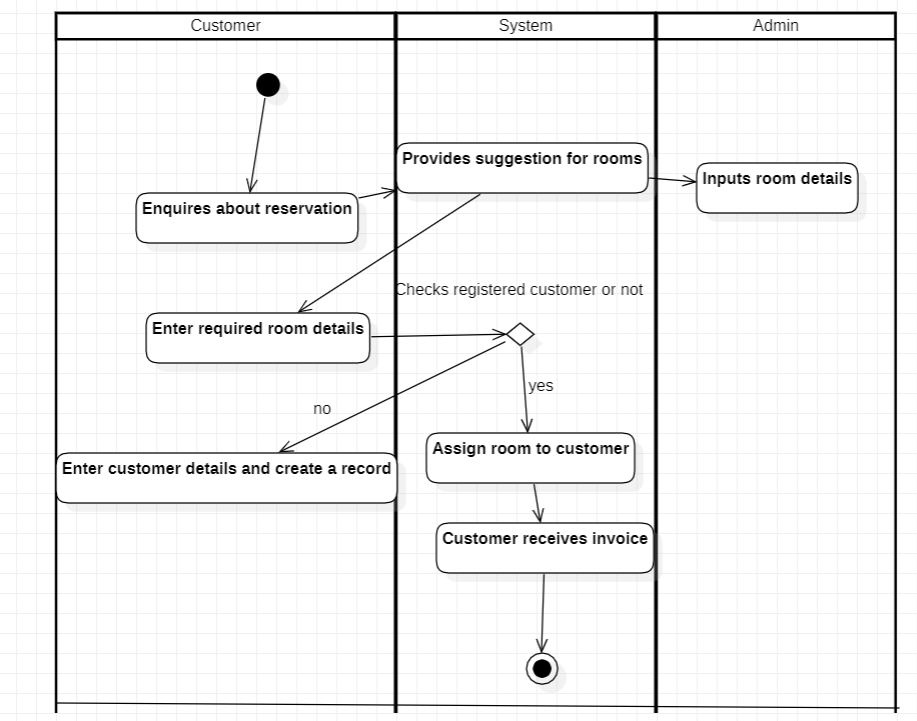 Customer
System
Admin
Provides suggestion for rooms
Inputs room details
Enquires about reservation
Checks registered customer or not
Enter required room details
yes
no
Assign room to customer
Enter customer details and create a record
Customer receives invoice